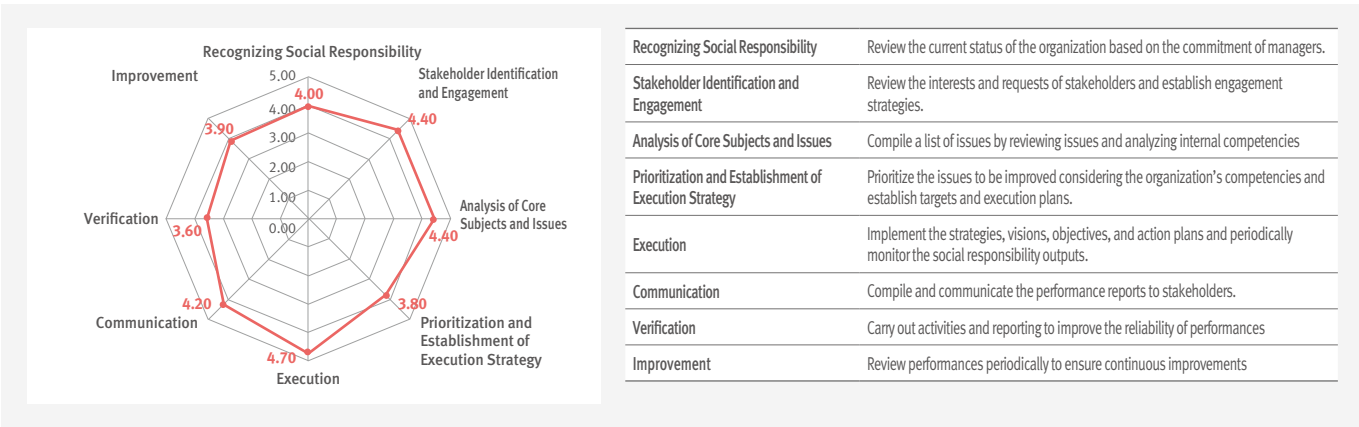 Recognizing Social Responsibility
Improvement
Stakeholder Identification
and Engagement
5.00
4.00
4.00
4.40
3.90
3.00
2.00
1.00
0.00
Verification
3.60
Analysis of Core
Subjects and Issues
4.40
4.20
3.80
Communication
Prioritization and
Establishment of
Execution Strategy
4.70
Execution
Recognizing Social Responsibility
Review the current status of the organization based on the commitment of managers.
Stakeholder Identification and
Engagement
Review the interests and requests of stakeholders and establish engagement
strategies.
Analysis of Core Subjects and Issues
Compile a list of issues by reviewing issues and analyzing internal competencies
Prioritization and Establishment of
Execution Strategy
Prioritize the issues to be improved considering the organization's competencies and
establish targets and execution plans.
Execution
Implement the strategies, visions, objectives, and action plans and periodically
monitor the social responsibility outputs.
Communication
Compile and communicate the performance reports to stakeholders.
Verification
Carry out activities and reporting to improve the reliability of performances
Improvement
Review performances periodically to ensure continuous improvements